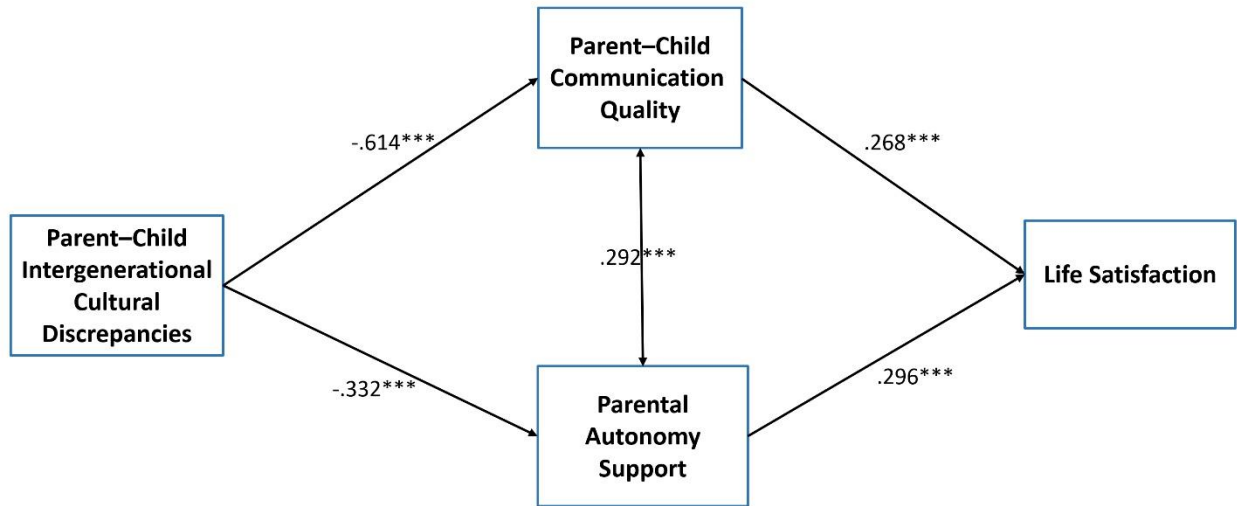 Parent–Child
Communication
Quality
-.614***
.268***
Parent–Child
Intergenerational
Cultural
Discrepancies
.292***
Life Satisfaction
-.332***
.296***
Parental
Autonomy
Support